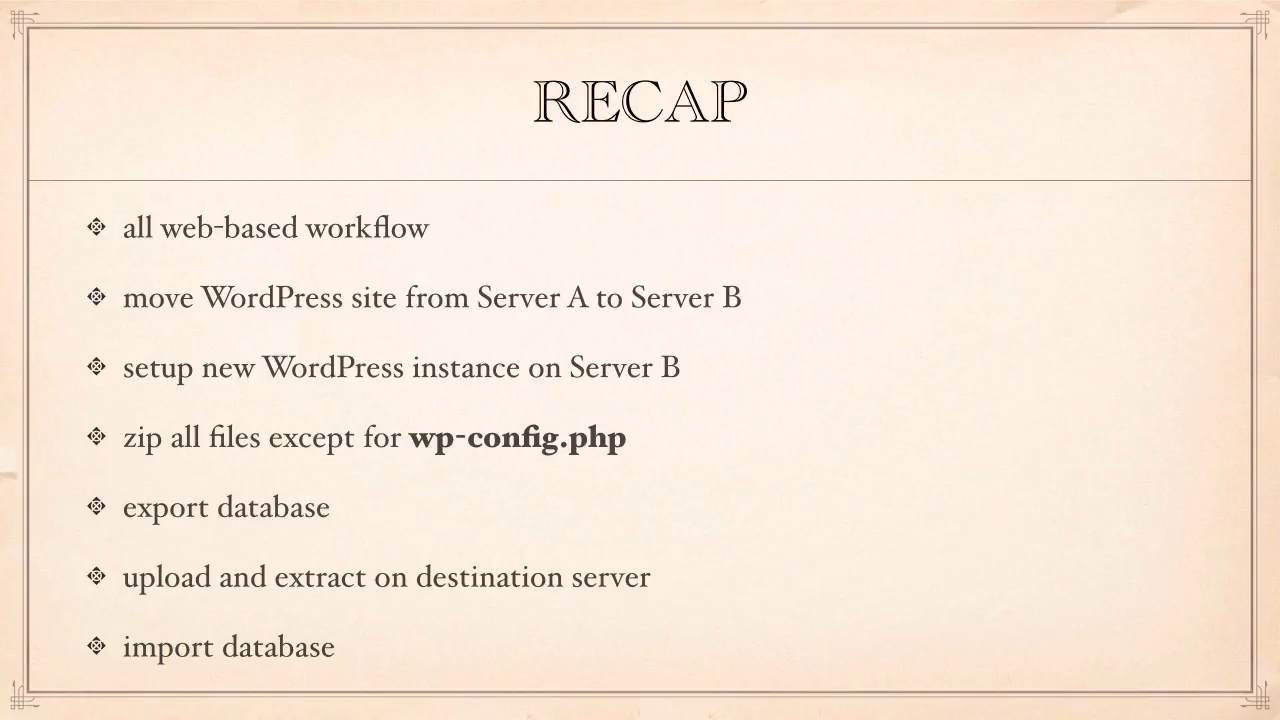 RECAP
all web-based workflow
move WordPress site from Server A to Server B
setup new WordPress instance on Server B
zip all files except for wp-config.php
export database
upload and extract on destination server
import database